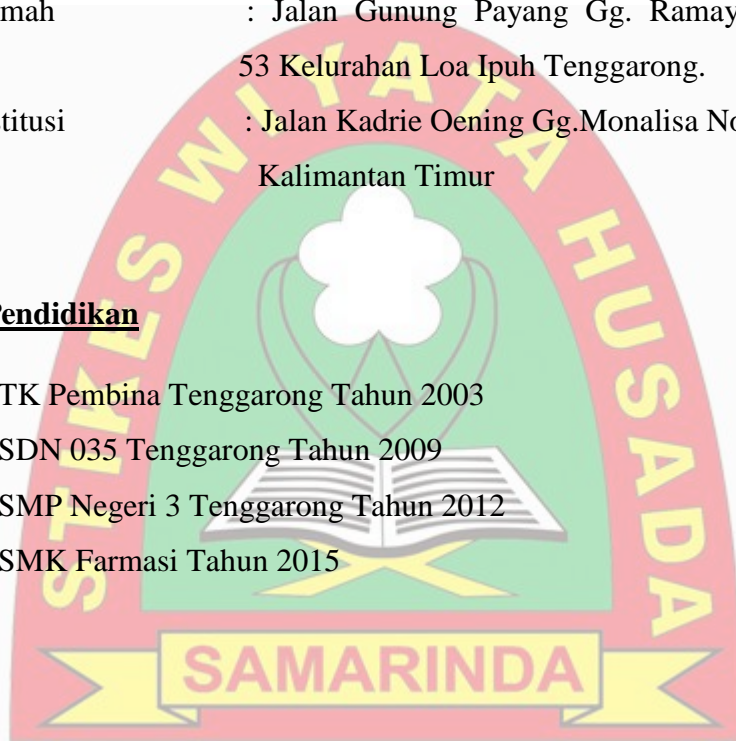 mah : Jalan Gunung Payang Gg. Ramay
53 Kelurahan Loa Ipuh Tenggarong.
titusi : Jalan Kadrie Oening Gg.Monalisa No
Kalimantan Timur
Pendidikan
TK Pembina Tenggarong Tahun 2003
SDN 035 Tenggarong Tahun 2009
SMP Negeri 3 Tenggarong Tahun 2012
SMK Farmasi Tahun 2015
STIKES WIYATA HUSADA
SAMARINDA